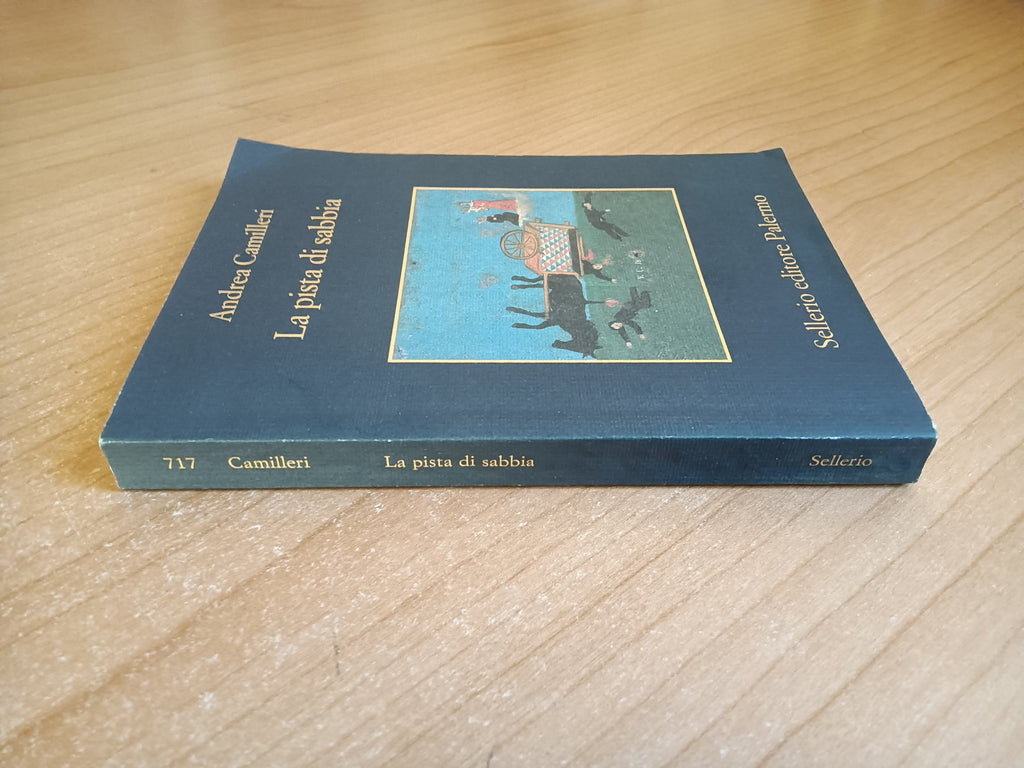 Andrea Camilleri
La pista di sabbia
Sellerio editore Palermo
717 Camilleri La pista di sabbia Sellerio